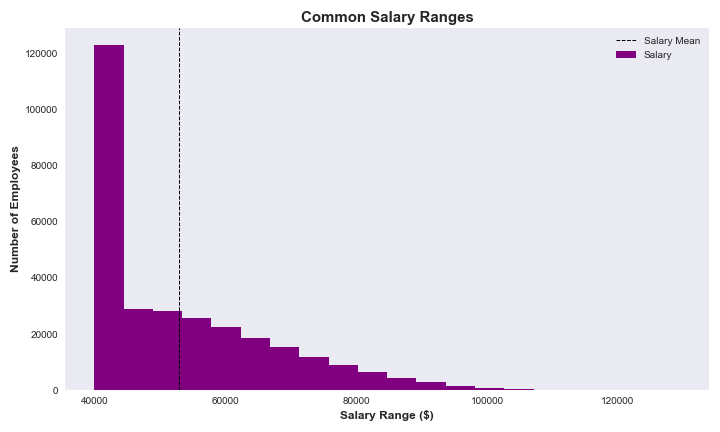 Common Salary Ranges
Salary Mean
Salary
Number of Employees
120000
100000
80000
60000
40000
20000
0
40000 60000 80000 100000 120000
Salary Range ($)